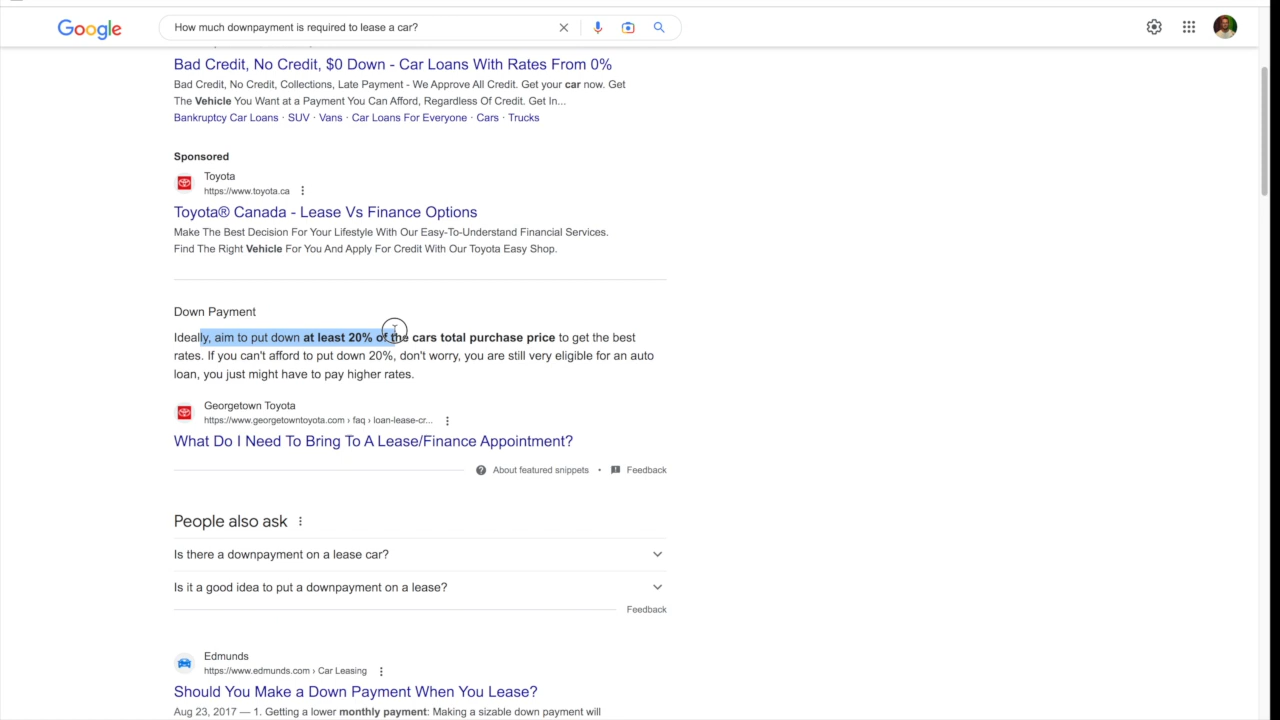 Google
How much downpayment is required to lease a car?
Bad Credit, No Credit, $0 Down - Car Loans With Rates From 0%
Bad Credit, No Credit, Collections, Late Payment - We Approve All Credit. Get your car now. Get
The Vehicle You Want at a Payment You Can Afford, Regardless Of Credit. Get In...
Bankruptcy Car Loans · SUV · Vans · Car Loans For Everyone · Cars · Trucks
Sponsored
Toyota
https://www.toyota.ca
Toyota® Canada - Lease Vs Finance Options
Make The Best Decision For Your Lifestyle With Our Easy-To-Understand Financial Services.
Find The Right Vehicle For You And Apply For Credit With Our Toyota Easy Shop.
Down Payment
Ideally, aim to put down at least 20% of the cars total purchase price to get the best
rates. If you can't afford to put down 20%, don't worry, you are still very eligible for an auto
loan, you just might have to pay higher rates.
Georgetown Toyota
https://www.georgetowntoyota.com › faq › loan-lease-cr...
What Do I Need To Bring To A Lease/Finance Appointment?
About featured snippets • Feedback
People also ask
Is there a downpayment on a lease car?
Is it a good idea to put a downpayment on a lease?
Feedback
Edmunds
https://www.edmunds.com › Car Leasing
Should You Make a Down Payment When You Lease?
Aug 23, 2017 — 1. Getting a lower monthly payment: Making a sizable down payment will